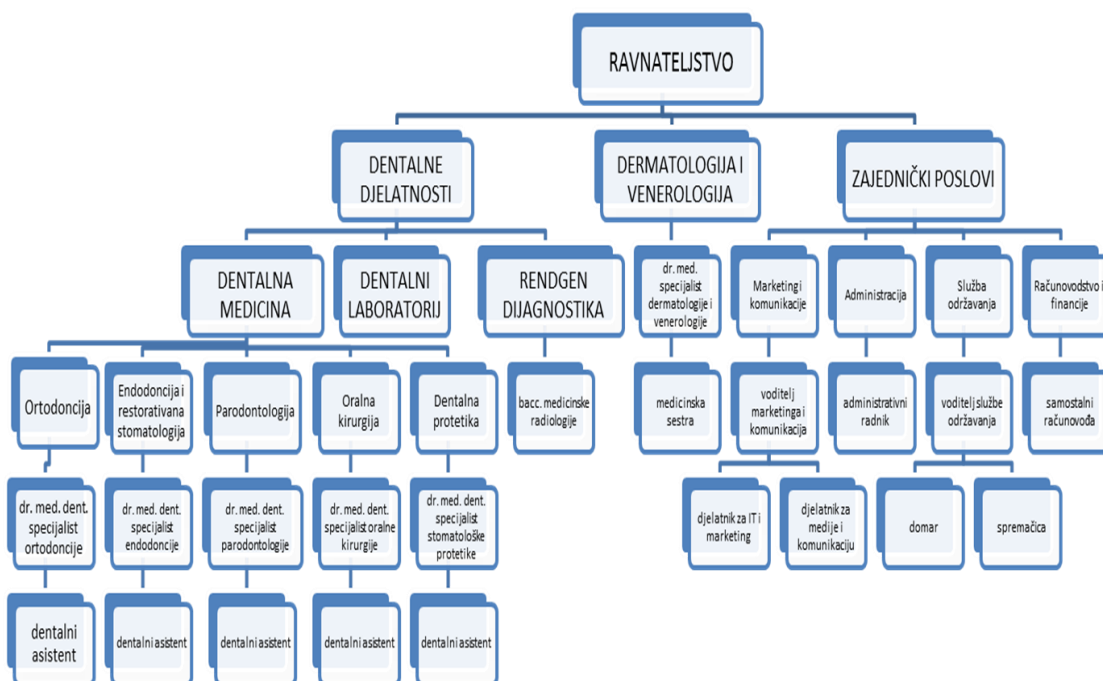 RAVNATELJSTVO
DENTALNE
DJELATNOSTI
DERMATOLOGIJA I
VENEROLOGIJA
ZAJEDNIČKI POSLOVI
DENTALNA
MEDICINA
DENTALNI
LABORATORIJ
RENDGEN
DIJAGNOSTIKA
dr. med.
specialist
dermatologije i
venerologije
Marketing i
komunikacije
Administracija
Služba
održavanja
Računovodstvo i
financije
Ortodoncija
Endodoncija i
restorativana
stomatologija
Parodontologija
Oralna
kirurgija
Dentalna
protetika
bacc. medicinske
radiologije
medicinska
sestra
voditelj
marketinga i
komunikacija
administrativni
radnik
voditelj službe
održavanja
samostalni
računovođa
dr. med. dent.
specijalist
ortodoncije
dr. med. dent.
specijalist
endodoncije
dr. med. dent.
specijalist
parodontologije
dr. med. dent.
specijalist oralne
kirurgije
dr. med. dent.
specijalist
stomatološke
protetike
djelatnik za IT i
marketing
djelatnik za
medije i
komunikaciju
domar
spremačica
dentalni
asistent
dentalni asistent
dentalni asistent
dentalni asistent
dentalni asistent